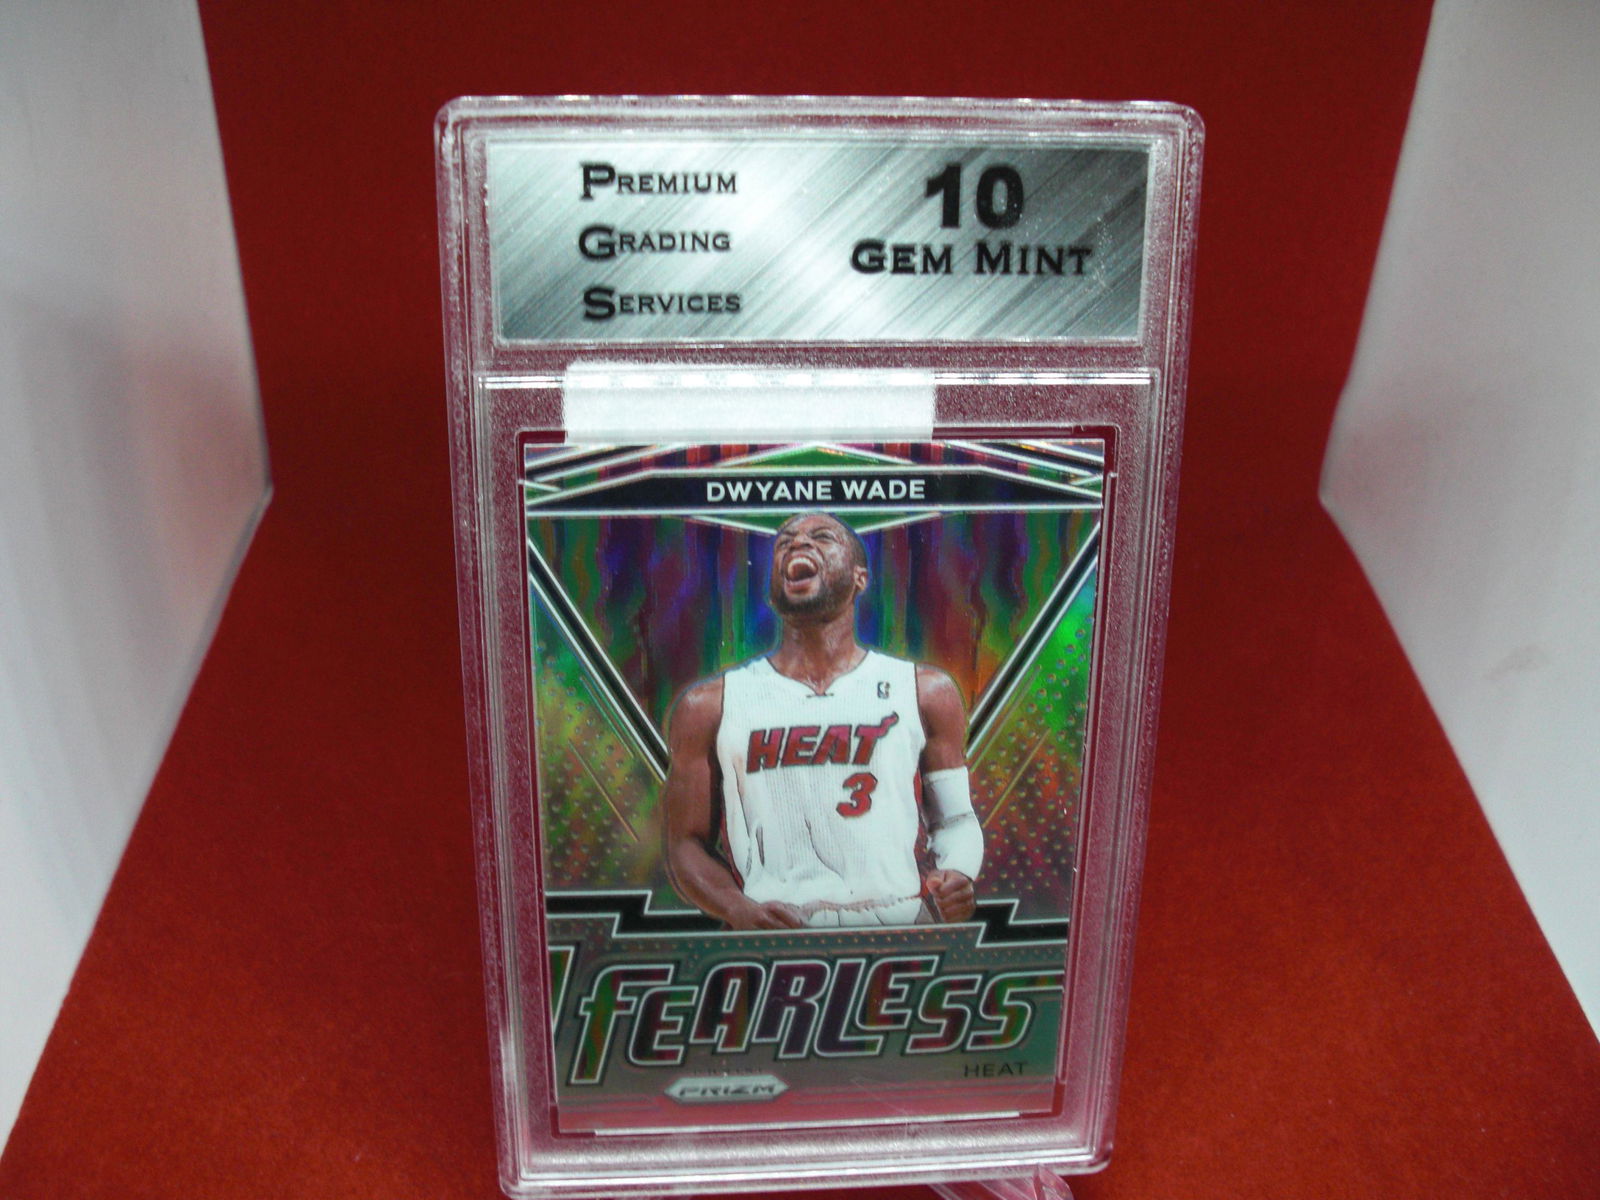 PREMIUM
GRADING
SERVICES
10
GEM MINT
DWYANE WADE
HEAT
3
FEARLESS
HEAT
PRIZM